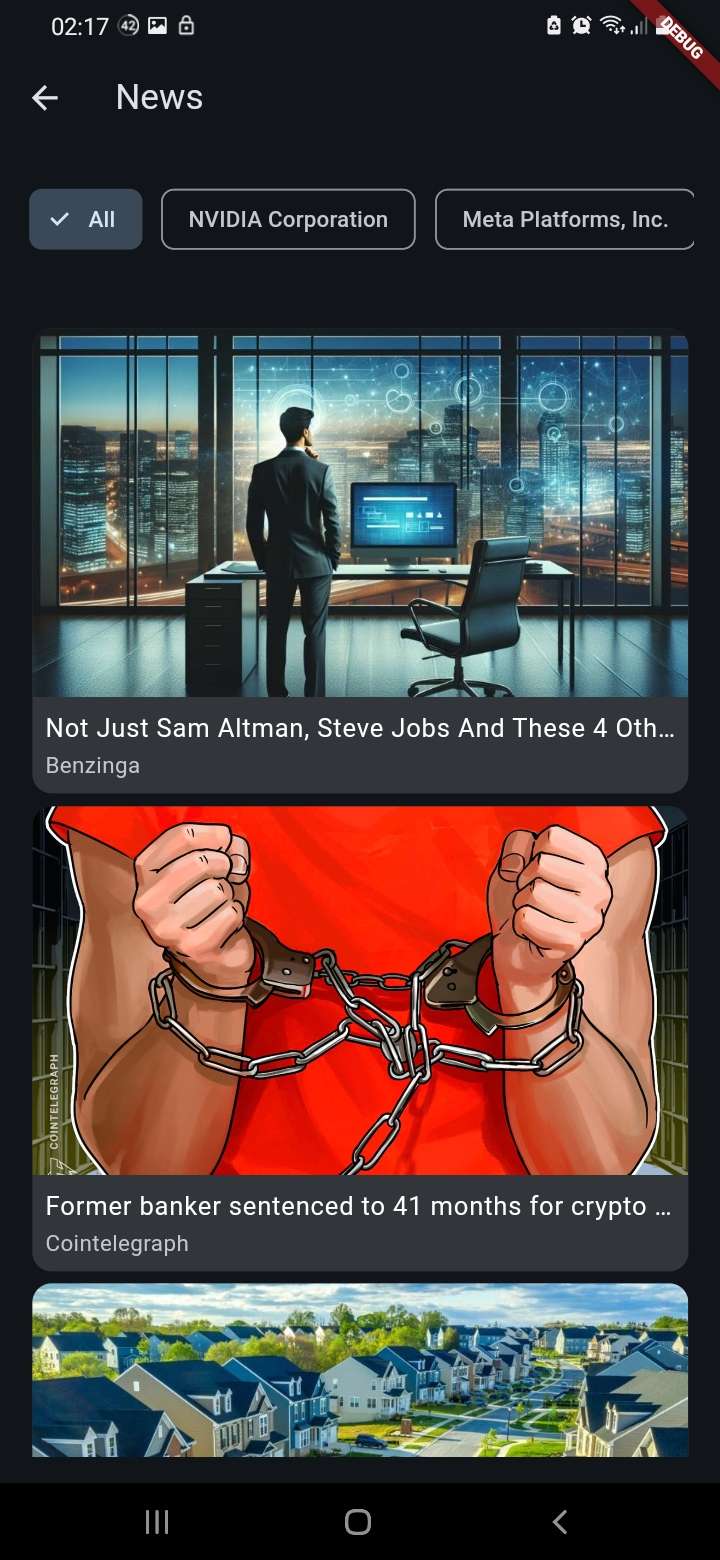 02:17 42
DEBUG
News
All
NVIDIA Corporation
Meta Platforms, Inc.
Not Just Sam Altman, Steve Jobs And These 4 Oth...
Benzinga
COINTELEGRAPH
Former banker sentenced to 41 months for crypto ...
Cointelegraph